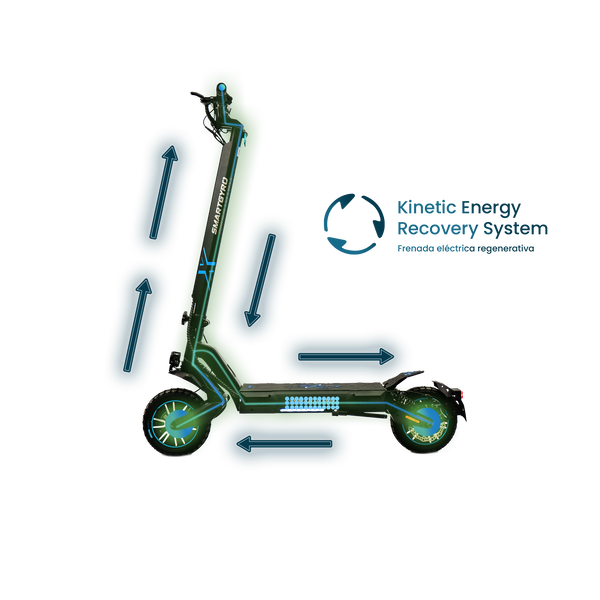 SMARTGYRO
Kinetic Energy
Recovery System
Frenada eléctrica regenerativa